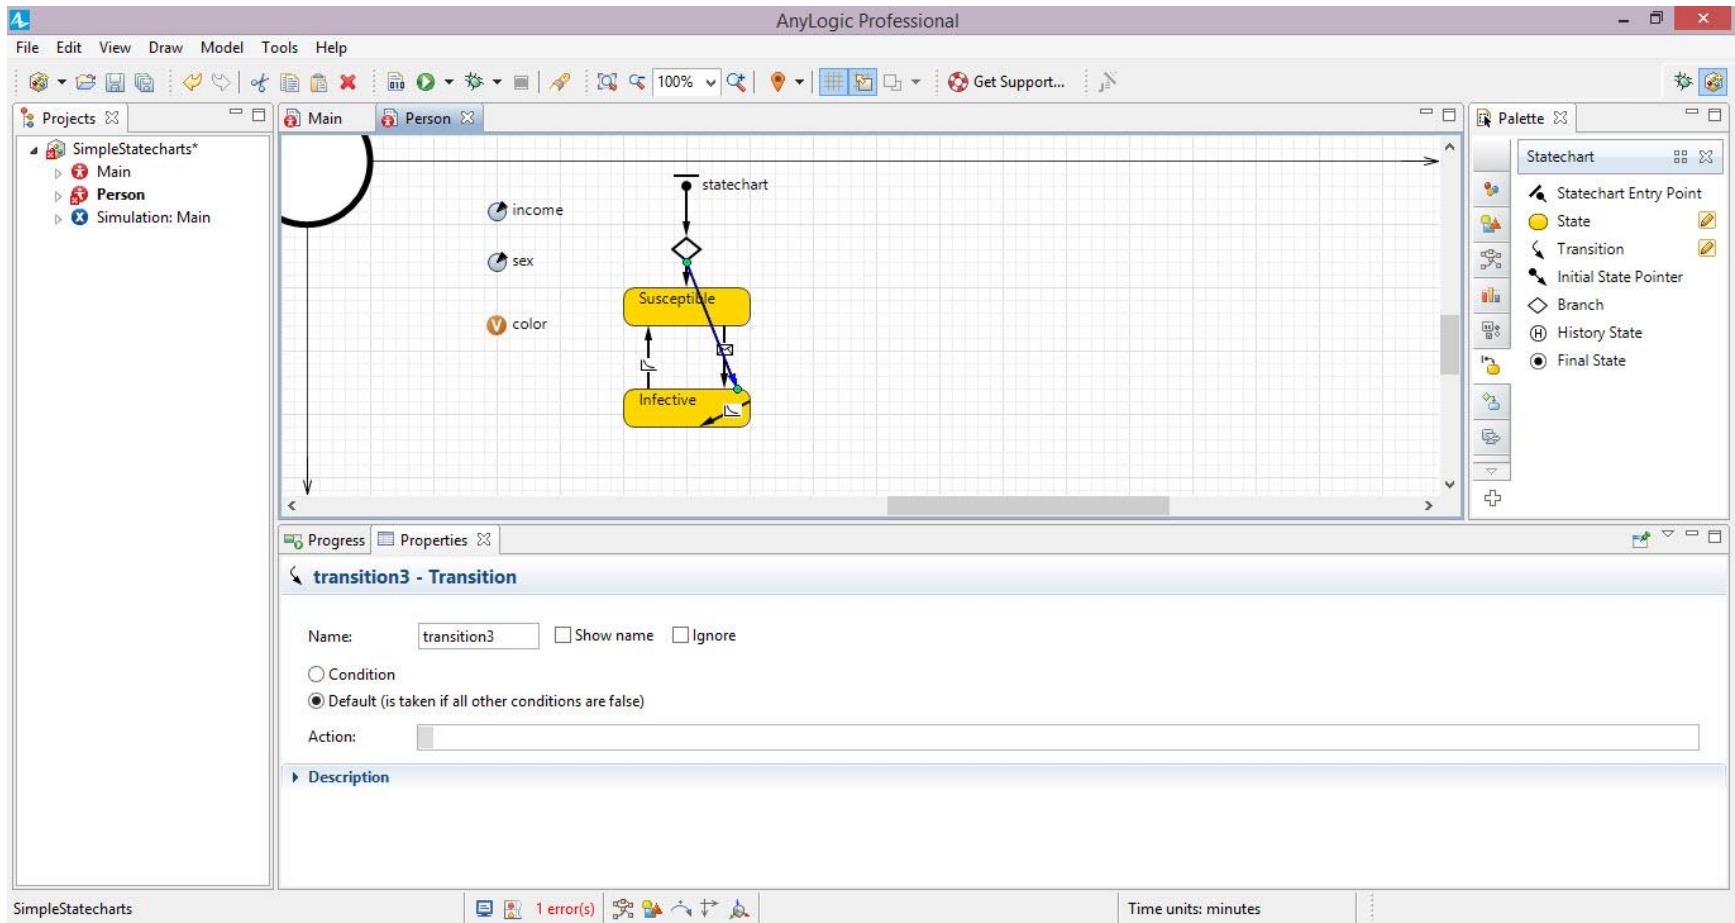 AnyLogic Professional
File Edit View Draw Model Tools Help
100% Get Support...
Projects
SimpleStatecharts*
Main
Person
Simulation: Main
Main Person
statechart
income
sex
color
Susceptible
Infective
Palette
Statechart
Statechart Entry Point
State
Transition
Initial State Pointer
Branch
History State
Final State
Progress Properties
transition3 - Transition
Name: transition3 Show name Ignore
Condition
Default (is taken if all other conditions are false)
Action:
Description
SimpleStatecharts 1 error(s) Time units: minutes